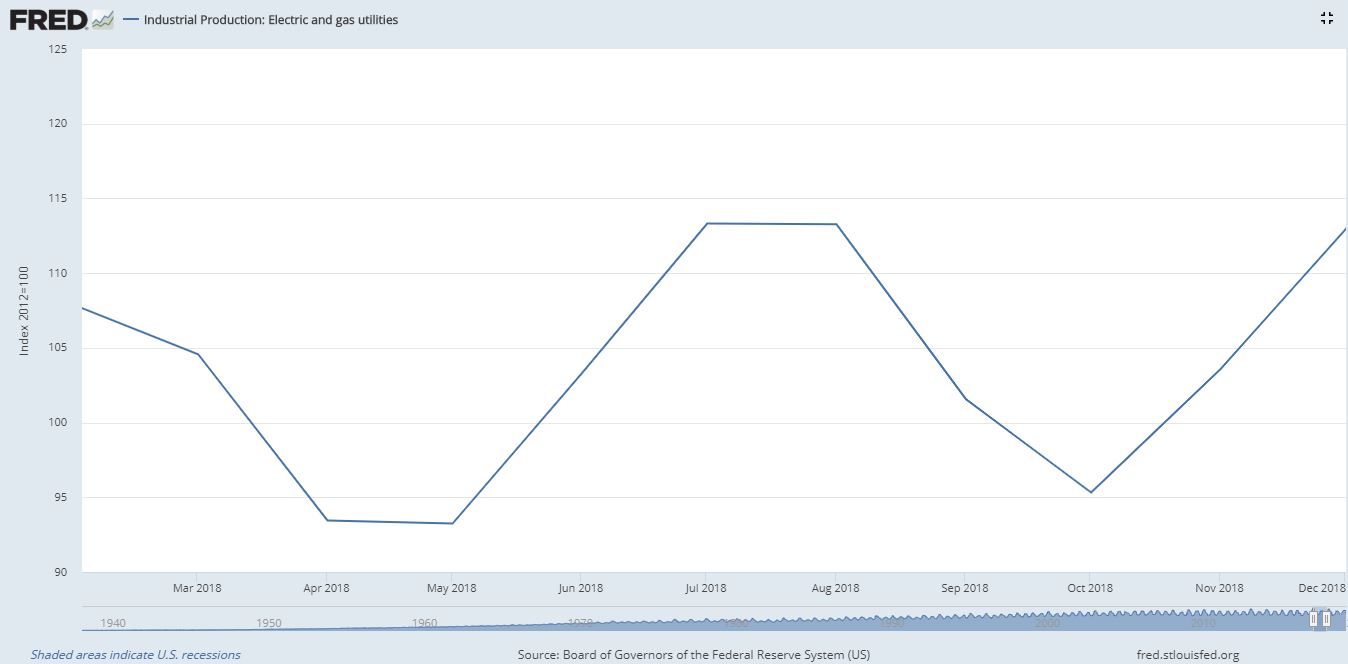 FRED
Industrial Production: Electric and gas utilities
125
120
115
110
105
100
95
90
Index 2012=100
Mar 2018 Apr 2018 May 2018 Jun 2018 Jul 2018 Aug 2018 Sep 2018 Oct 2018 Nov 2018 Dec 2018
1940 1950 1960 1970 1980 1990 2000 2010
Shaded areas indicate U.S. recessions Source: Board of Governors of the Federal Reserve System (US) fred.stlouisfed.org